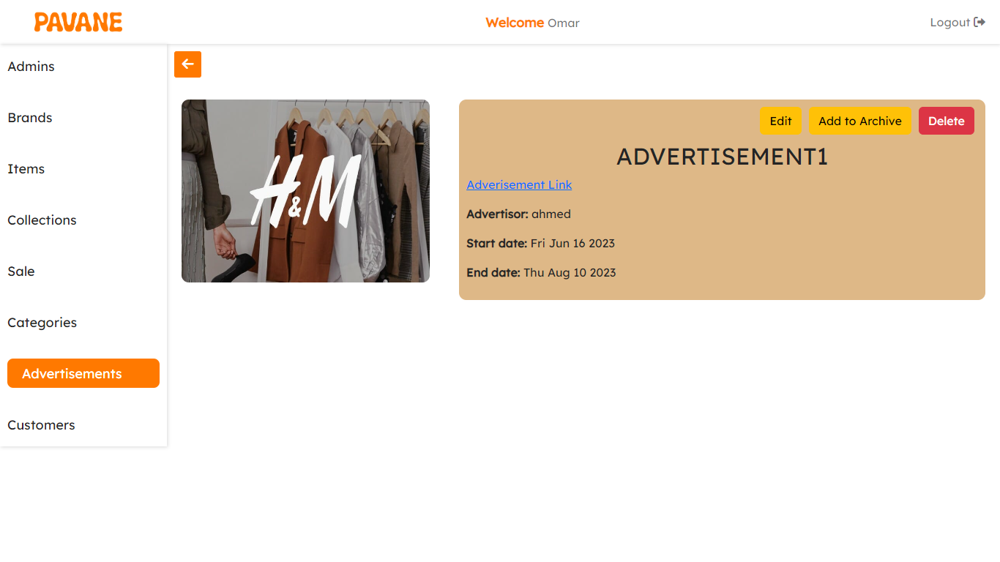 PAVANE
Welcome Omar
Logout
Admins
Brands
Items
Collections
Sale
Categories
Advertisements
Customers
H&M
Edit
Add to Archive
Delete
ADVERTISEMENT1
Adverisement Link
Advertisor: ahmed
Start date: Fri Jun 16 2023
End date: Thu Aug 10 2023